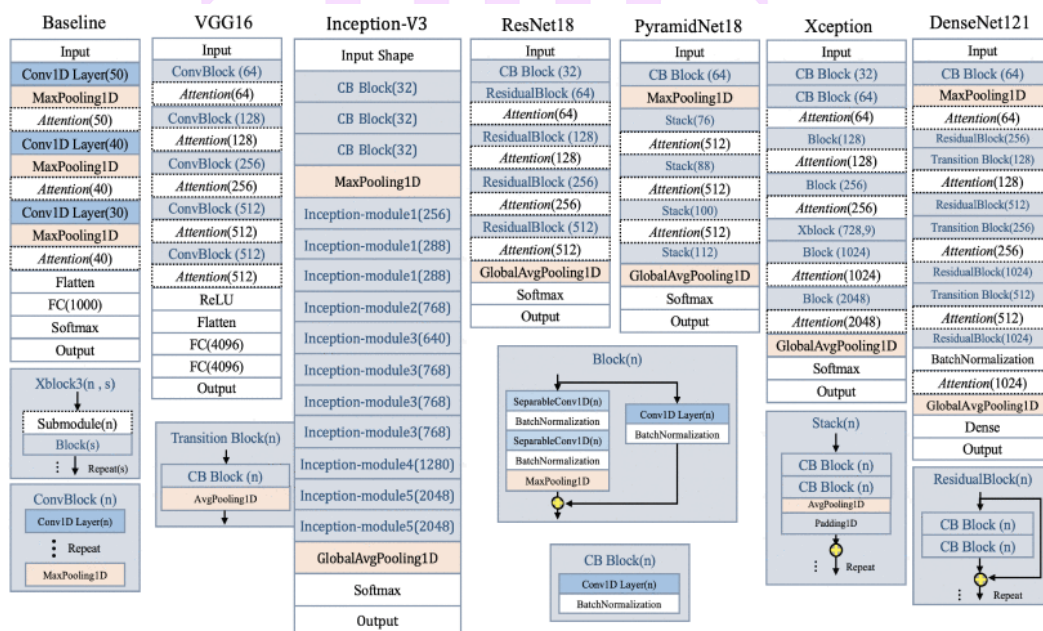 Baseline
Input
Conv1D Layer(50)
MaxPooling1D
Attention(50)
Conv1D Layer(40)
MaxPooling1D
Attention(40)
Conv1D Layer(30)
MaxPooling1D
Attention(40)
Flatten
FC(1000)
Softmax
Output
Xblock3(n , s)
Submodule(n)
Block(s)
Repeat(s)
ConvBlock (n)
Conv1D Layer(n)
Repeat
MaxPooling1D
VGG16
Input
ConvBlock (64)
Attention(64)
ConvBlock (128)
Attention(128)
ConvBlock (256)
Attention(256)
ConvBlock (512)
Attention(512)
ConvBlock (512)
Attention(512)
ReLU
Flatten
FC(4096)
FC(4096)
Output
Transition Block(n)
CB Block (n)
AvgPooling1D
Inception-V3
Input Shape
CB Block(32)
CB Block(32)
CB Block(32)
MaxPooling1D
Inception-module1(256)
Inception-module1(288)
Inception-module1(288)
Inception-module2(768)
Inception-module3(640)
Inception-module3(768)
Inception-module3(768)
Inception-module3(768)
Inception-module4(1280)
Inception-module5(2048)
Inception-module5(2048)
GlobalAvgPooling1D
Softmax
Output
ResNet18
Input
CB Block (32)
ResidualBlock (64)
Attention(64)
ResidualBlock (128)
Attention(128)
ResidualBlock (256)
Attention(256)
ResidualBlock (512)
Attention(512)
GlobalAvgPooling1D
Softmax
Output
PyramidNet18
Input
CB Block (64)
MaxPooling1D
Stack(76)
Attention(512)
Stack(88)
Attention(512)
Stack(100)
Attention(512)
Stack(112)
GlobalAvgPooling1D
Softmax
Output
Block(n)
SeparableConv1D(n)
BatchNormalization
SeparableConv1D(n)
BatchNormalization
MaxPooling1D
Conv1D Layer(n)
BatchNormalization
CB Block(n)
Conv1D Layer(n)
BatchNormalization
Xception
Input
CB Block (32)
CB Block (64)
Attention(64)
Block(128)
Attention(128)
Block (256)
Attention(256)
Xblock(728,9)
Block (1024)
Attention(1024)
Block (2048)
Attention(2048)
GlobalAvgPooling1D
Softmax
Output
Stack(n)
CB Block (n)
CB Block (n)
AvgPooling1D
Padding1D
Repeat
DenseNet121
Input
CB Block (64)
MaxPooling1D
Attention(64)
ResidualBlock(256)
Transition Block(128)
Attention(128)
ResidualBlock(512)
Transition Block(256)
Attention(256)
ResidualBlock(1024)
Transition Block(512)
Attention(512)
ResidualBlock(1024)
BatchNormalization
Attention(1024)
GlobalAvgPooling1D
Dense
Output
ResidualBlock(n)
CB Block (n)
CB Block (n)
Repeat